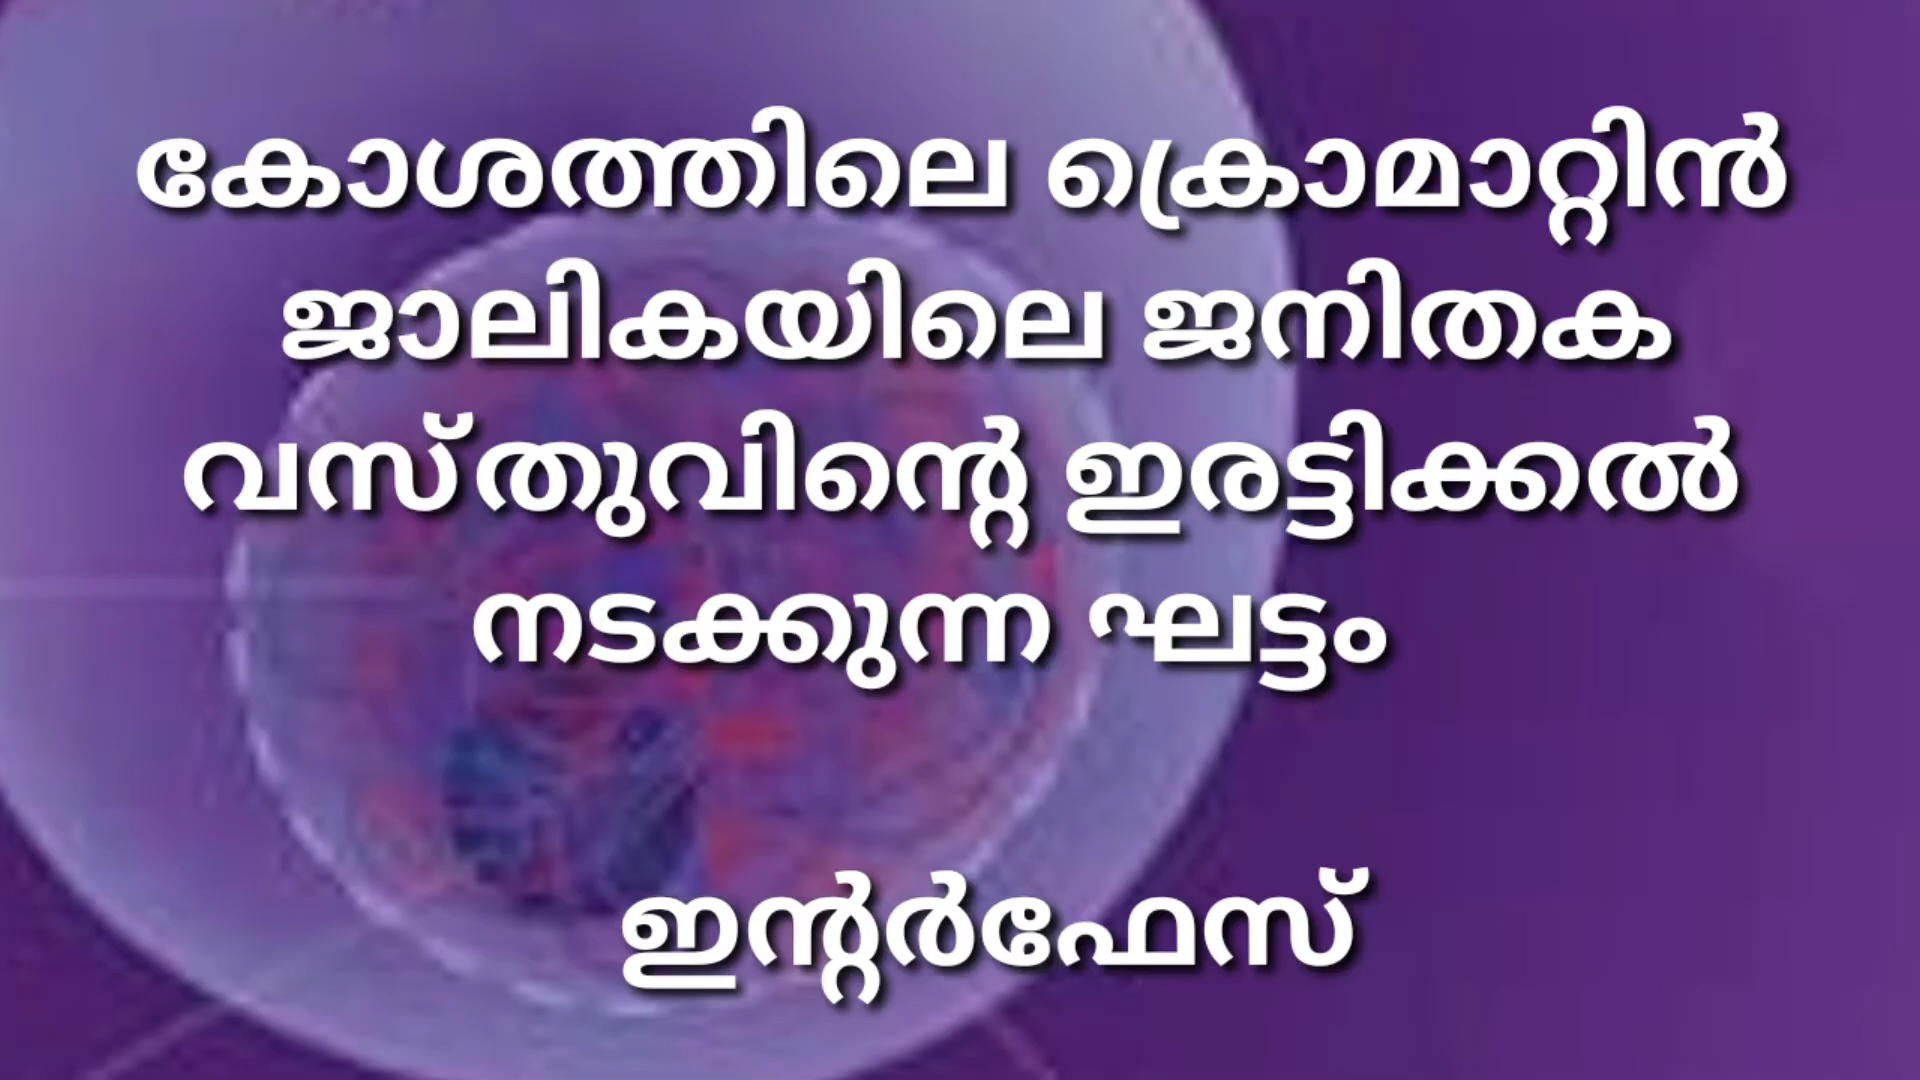 കോശത്തിലെ ക്രൊമാറ്റിൻ
ജാലികയിലെ ജനിതക
വസ്തുവിന്റെ ഇരട്ടിക്കൽ
നടക്കുന്ന ഘട്ടം
ഇന്റർഫേസ്